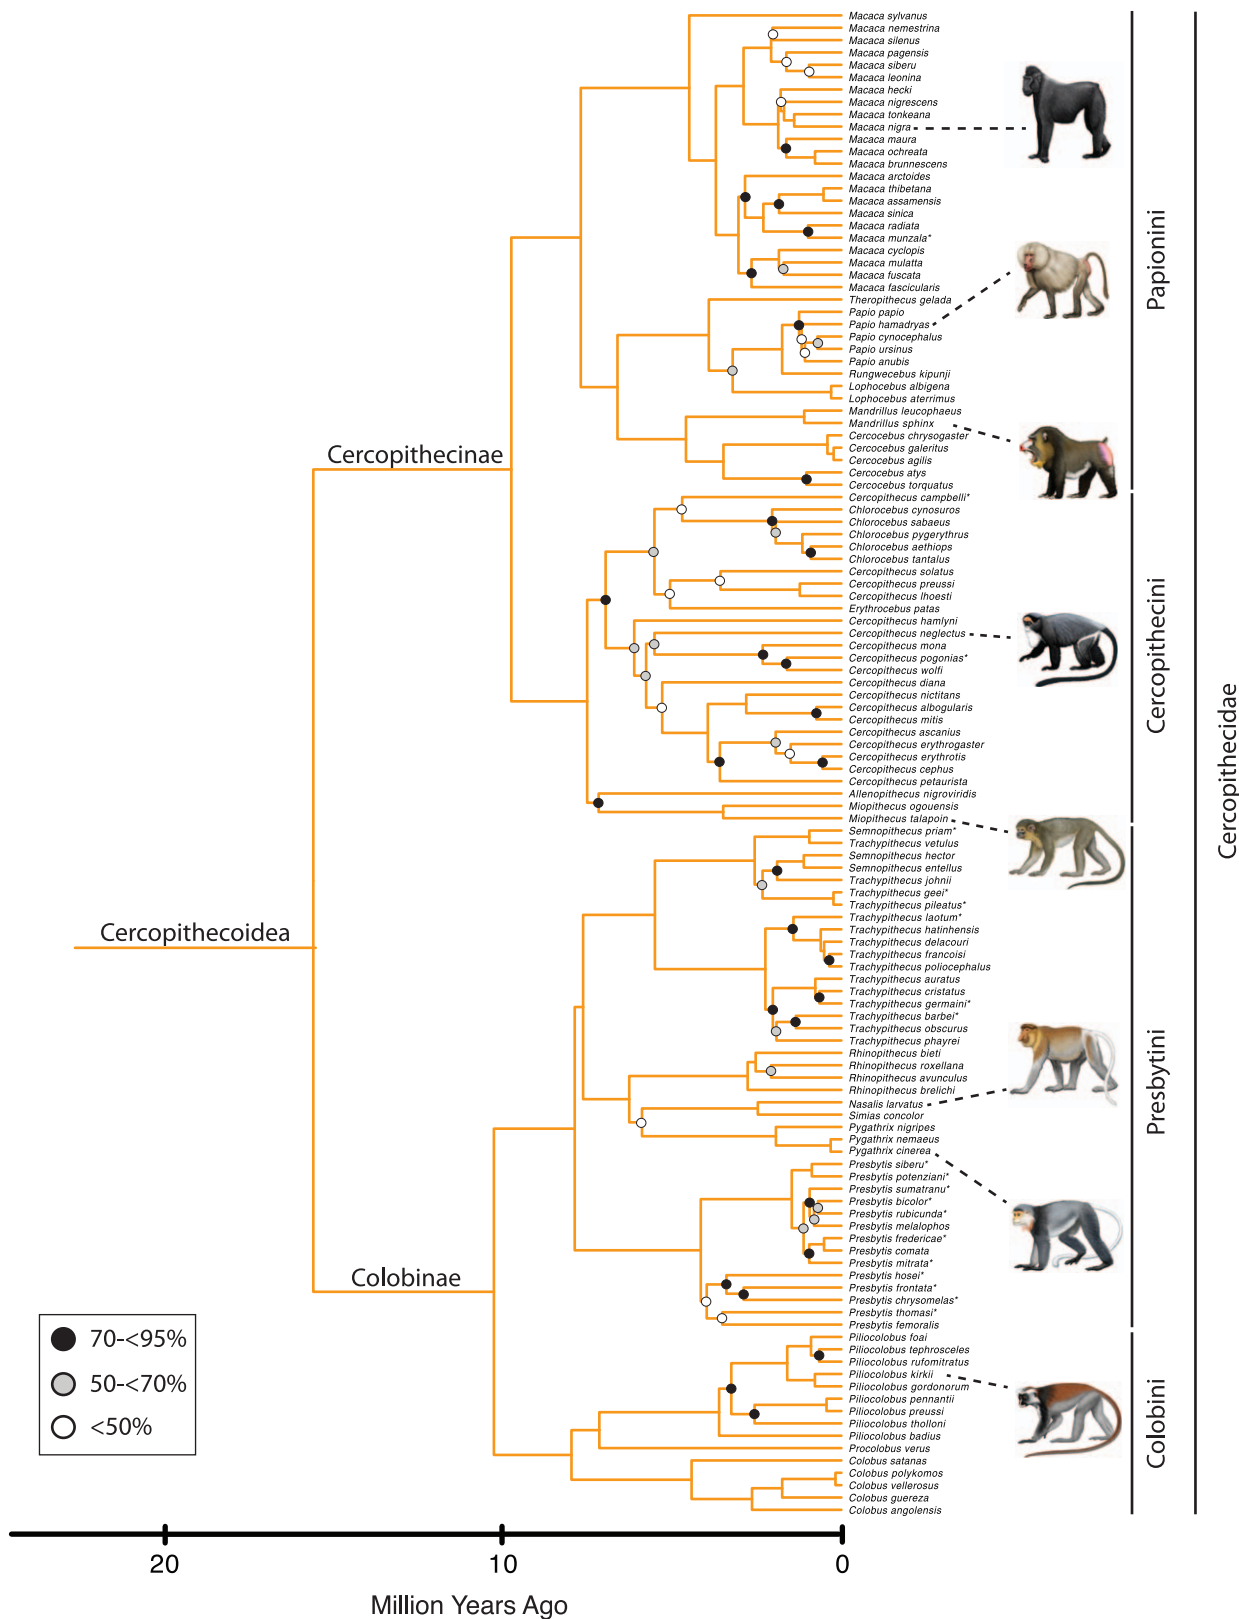 Macaca sylvanus
Macaca nemestrina
Macaca silenus
Macaca pagensis
Macaca siberu
Macaca leonina
Macaca hecki
Macaca nigrescens
Macaca tonkeana
Macaca nigra
Macaca maura
Macaca ochreata
Macaca brunnescens
Macaca arctoides
Macaca thibetana
Macaca assamensis
Macaca sinica
Macaca radiata
Macaca munzala*
Macaca cyclopis
Macaca mulatta
Macaca fuscata
Macaca fascicularis
Theropithecus gelada
Papio papio
Papio hamadryas
Papio cynocephalus
Papio ursinus
Papio anubis
Rungwecebus kipunji
Lophocebus albigena
Lophocebus aterrimus
Mandrillus leucophaeus
Mandrillus sphinx
Cercocebus chrysogaster
Cercocebus galeritus
Cercocebus agilis
Cercocebus atys
Cercocebus torquatus
Cercopithecus campbelli*
Chlorocebus cynosuros
Chlorocebus sabaeus
Chlorocebus pygerythrus
Chlorocebus aethiops
Chlorocebus tantalus
Cercopithecus solatus
Cercopithecus preussi
Cercopithecus lhoesti
Erythrocebus patas
Cercopithecus hamlyni
Cercopithecus neglectus
Cercopithecus mona
Cercopithecus pogonias*
Cercopithecus wolfi
Cercopithecus diana
Cercopithecus nictitans
Cercopithecus albogularis
Cercopithecus mitis
Cercopithecus ascanius
Cercopithecus erythrogaster
Cercopithecus erythrotis
Cercopithecus cephus
Cercopithecus petaurista
Allenopithecus nigroviridis
Miopithecus ogouensis
Miopithecus talapoin
Semnopithecus priam*
Trachypithecus vetulus
Semnopithecus hector
Semnopithecus entellus
Trachypithecus johnii
Trachypithecus geei*
Trachypithecus pileatus*
Trachypithecus laotum*
Trachypithecus hatinhensis
Trachypithecus delacouri
Trachypithecus francoisi
Trachypithecus poliocephalus
Trachypithecus auratus
Trachypithecus cristatus
Trachypithecus germaini*
Trachypithecus barbei*
Trachypithecus obscurus
Trachypithecus phayrei
Rhinopithecus bieti
Rhinopithecus roxellana
Rhinopithecus avunculus
Rhinopithecus brelichi
Nasalis larvatus
Simias concolor
Pygathrix nigripes
Pygathrix nemaeus
Pygathrix cinerea
Presbytis siberu*
Presbytis potenziani*
Presbytis sumatranu*
Presbytis bicolor*
Presbytis rubicunda*
Presbytis melalophos
Presbytis fredericae*
Presbytis comata
Presbytis mitrata*
Presbytis hosei*
Presbytis frontata*
Presbytis chrysomelas*
Presbytis thomasi*
Presbytis femoralis
Piliocolobus foai
Piliocolobus tephrosceles
Piliocolobus rufomitratus
Piliocolobus kirkii
Piliocolobus gordonorum
Piliocolobus pennantii
Piliocolobus preussi
Piliocolobus tholloni
Piliocolobus badius
Procolobus verus
Colobus satanas
Colobus polykomos
Colobus vellerosus
Colobus guereza
Colobus angolensis
Cercopithecinae
Cercopithecoidea
Colobinae
Papionini
Cercopithecini
Presbytini
Colobini
Cercopithecidae
70-<95%
50-<70%
<50%
20
10
0
Million Years Ago